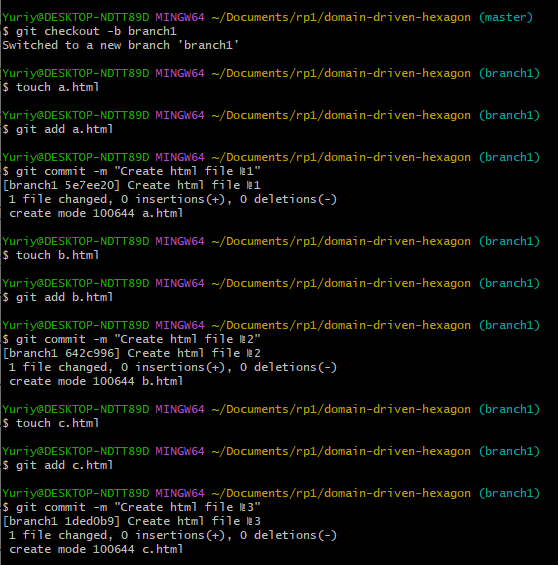 Yuriy@DESKTOP-NDTT89D MINGW64 ~/Documents/rp1/domain-driven-hexagon (master)
$ git checkout -b branch1
Switched to a new branch 'branch1'
Yuriy@DESKTOP-NDTT89D MINGW64 ~/Documents/rp1/domain-driven-hexagon (branch1)
$ touch a.html
Yuriy@DESKTOP-NDTT89D MINGW64 ~/Documents/rp1/domain-driven-hexagon (branch1)
$ git add a.html
Yuriy@DESKTOP-NDTT89D MINGW64 ~/Documents/rp1/domain-driven-hexagon (branch1)
$ git commit -m "Create html file №1"
[branch1 5e7ee20] Create html file №1
 1 file changed, 0 insertions(+), 0 deletions(-)
 create mode 100644 a.html
Yuriy@DESKTOP-NDTT89D MINGW64 ~/Documents/rp1/domain-driven-hexagon (branch1)
$ touch b.html
Yuriy@DESKTOP-NDTT89D MINGW64 ~/Documents/rp1/domain-driven-hexagon (branch1)
$ git add b.html
Yuriy@DESKTOP-NDTT89D MINGW64 ~/Documents/rp1/domain-driven-hexagon (branch1)
$ git commit -m "Create html file №2"
[branch1 642c996] Create html file №2
 1 file changed, 0 insertions(+), 0 deletions(-)
 create mode 100644 b.html
Yuriy@DESKTOP-NDTT89D MINGW64 ~/Documents/rp1/domain-driven-hexagon (branch1)
$ touch c.html
Yuriy@DESKTOP-NDTT89D MINGW64 ~/Documents/rp1/domain-driven-hexagon (branch1)
$ git add c.html
Yuriy@DESKTOP-NDTT89D MINGW64 ~/Documents/rp1/domain-driven-hexagon (branch1)
$ git commit -m "Create html file №3"
[branch1 1ded0b9] Create html file №3
 1 file changed, 0 insertions(+), 0 deletions(-)
 create mode 100644 c.html